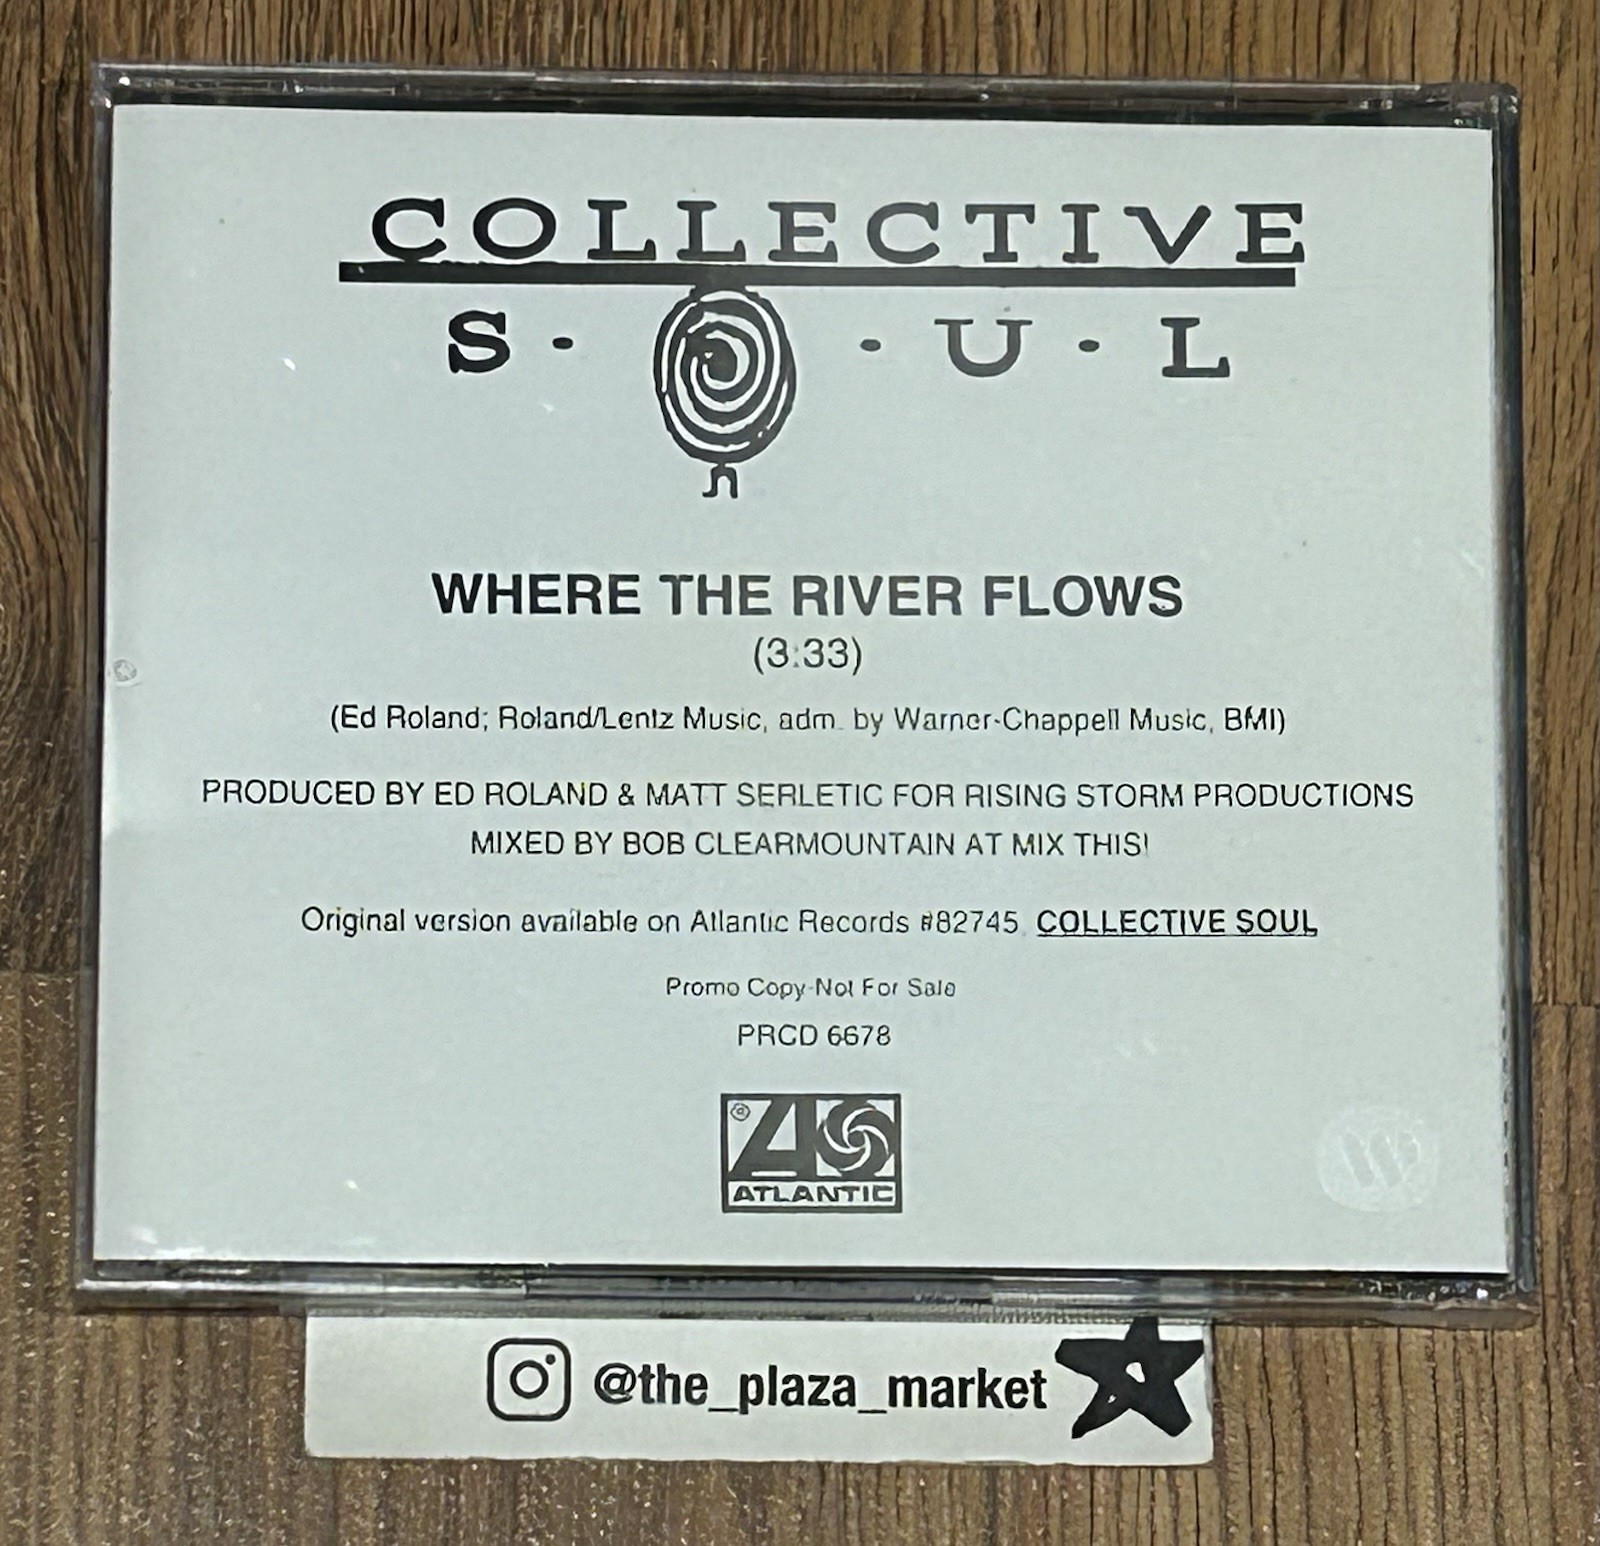 COLLECTIVE
S·O·U·L
WHERE THE RIVER FLOWS
(3:33)
(Ed Roland; Roland/Lentz Music, adm. by Warner-Chappell Music, BMI)
PRODUCED BY ED ROLAND & MATT SERLETIC FOR RISING STORM PRODUCTIONS
MIXED BY BOB CLEARMOUNTAIN AT MIX THIS!
Original version available on Atlantic Records #82745 COLLECTIVE SOUL
Promo Copy-Not For Sale
PRCD 6678
ATLANTIC
@the_plaza_market